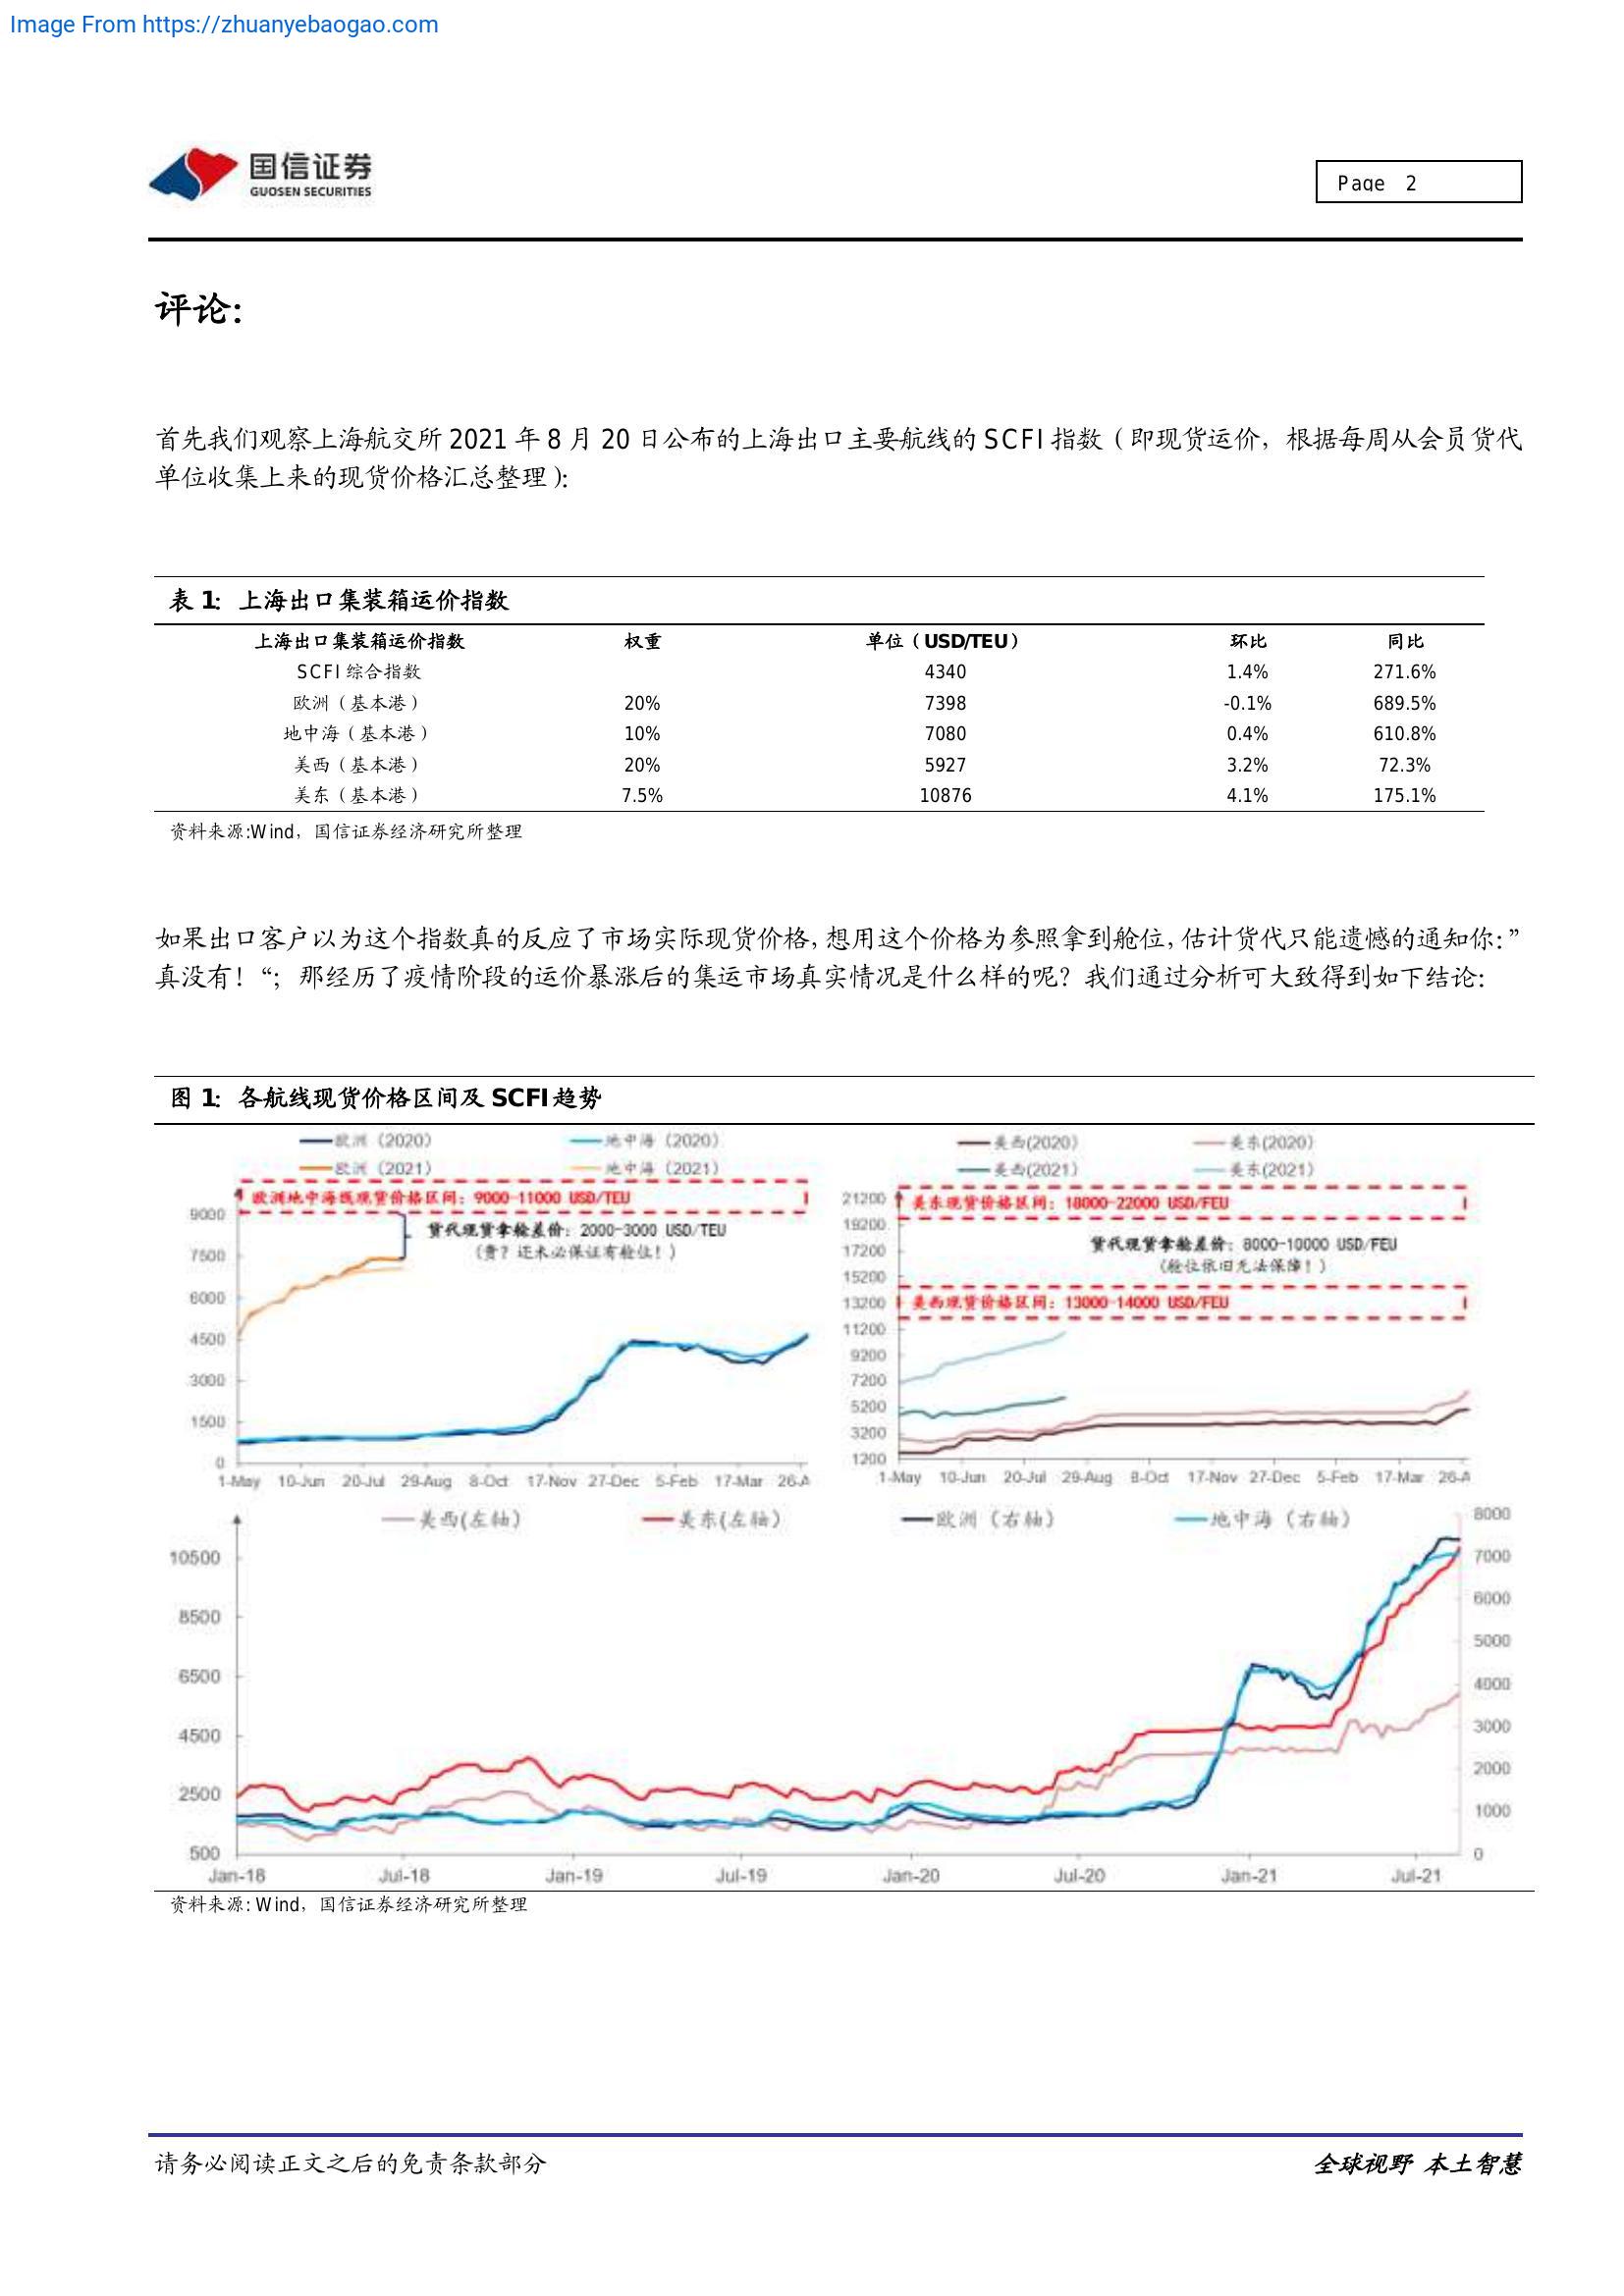 Image From https://zhuanyebaogao.com
国信证券
GUOSEN SECURITIES
Page 2
评论：
首先我们观察上海航交所 2021 年 8 月 20 日公布的上海出口主要航线的 SCFI 指数（即现货运价，根据每周从会员货代
单位收集上来的现货价格汇总整理）：
表 1：上海出口集装箱运价指数
上海出口集装箱运价指数 权重 单位（USD/TEU） 环比 同比
SCFI 综合指数 4340 1.4% 271.6%
欧洲（基本港） 20% 7398 -0.1% 689.5%
地中海（基本港） 10% 7080 0.4% 610.8%
美西（基本港） 20% 5927 3.2% 72.3%
美东（基本港） 7.5% 10876 4.1% 175.1%
资料来源:Wind，国信证券经济研究所整理
如果出口客户以为这个指数真的反应了市场实际现货价格，想用这个价格为参照拿到舱位，估计货代只能遗憾的通知你：”
真没有！“；那经历了疫情阶段的运价暴涨后的集运市场真实情况是什么样的呢？我们通过分析可大致得到如下结论：
图 1：各航线现货价格区间及 SCFI 趋势
欧洲（2020） 地中海（2020）
欧洲（2021） 地中海（2021）
欧洲地中海线现货价格区间：9000-11000 USD/TEU
货代现货拿舱差价：2000-3000 USD/TEU
（贵？还未必保证有舱位！）
9000
7500
6000
4500
3000
1500
0
1-May 10-Jun 20-Jul 29-Aug 8-Oct 17-Nov 27-Dec 5-Feb 17-Mar 26-A
美西(2020) 美东(2020)
美西(2021) 美东(2021)
美东现货价格区间：18000-22000 USD/FEU
货代现货拿舱差价：8000-10000 USD/FEU
（舱位依旧无法保障！）
美西现货价格区间：13000-14000 USD/FEU
21200
19200
17200
15200
13200
11200
9200
7200
5200
3200
1200
1-May 10-Jun 20-Jul 29-Aug 8-Oct 17-Nov 27-Dec 5-Feb 17-Mar 26-A
美西(左轴) 美东(左轴) 欧洲（右轴） 地中海（右轴）
10500
8500
6500
4500
2500
500
8000
7000
6000
5000
4000
3000
2000
1000
0
Jan-18 Jul-18 Jan-19 Jul-19 Jan-20 Jul-20 Jan-21 Jul-21
资料来源: Wind，国信证券经济研究所整理
请务必阅读正文之后的免责条款部分
全球视野 本土智慧